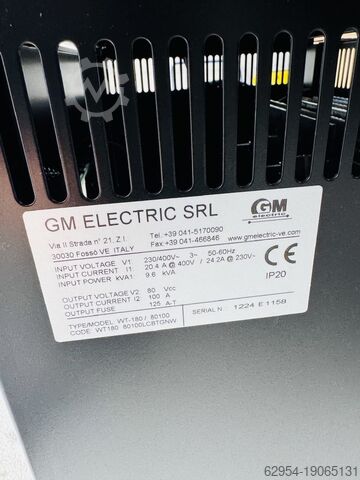 GM ELECTRIC SRL
GM
electric
Via II Strada n° 21, Z.I.
30030 Fossò VE ITALY
Tel.+39 041-5170090
Fax+39 041-466846
www.gmelectric-ve.com
INPUT VOLTAGE V1 230/400V~ 3~ 50-60Hz
INPUT CURRENT I1 20.4 A @ 400V / 24.2A @ 230V~
INPUT POWER kVA1 9.6 kVA
CE
IP20
OUTPUT VOLTAGE V2 80 Vcc
OUTPUT CURRENT I2 100 A
OUTPUT FUSE 125 A-T
TYPE/MODEL: WT-180 / 80100
CODE: WT180 80100LCBTGNW
SERIAL N. 1224 E1158
62954-19065131